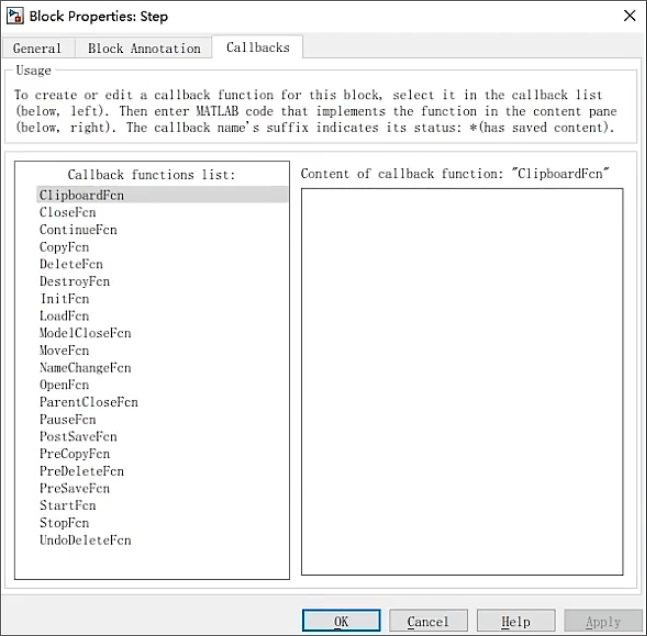 Block Properties: Step
General
Block Annotation
Callbacks
Usage
To create or edit a callback function for this block, select it in the callback list
(below, left). Then enter MATLAB code that implements the function in the content pane
(below, right). The callback name's suffix indicates its status: *(has saved content).
Callback functions list:
ClipboardFcn
CloseFcn
ContinueFcn
CopyFcn
DeleteFcn
DestroyFcn
InitFcn
LoadFcn
ModelCloseFcn
MoveFcn
NameChangeFcn
OpenFcn
ParentCloseFcn
PauseFcn
PostSaveFcn
PreCopyFcn
PreDeleteFcn
PreSaveFcn
StartFcn
StopFcn
UndoDeleteFcn
Content of callback function: "ClipboardFcn"
OK
Cancel
Help
Apply